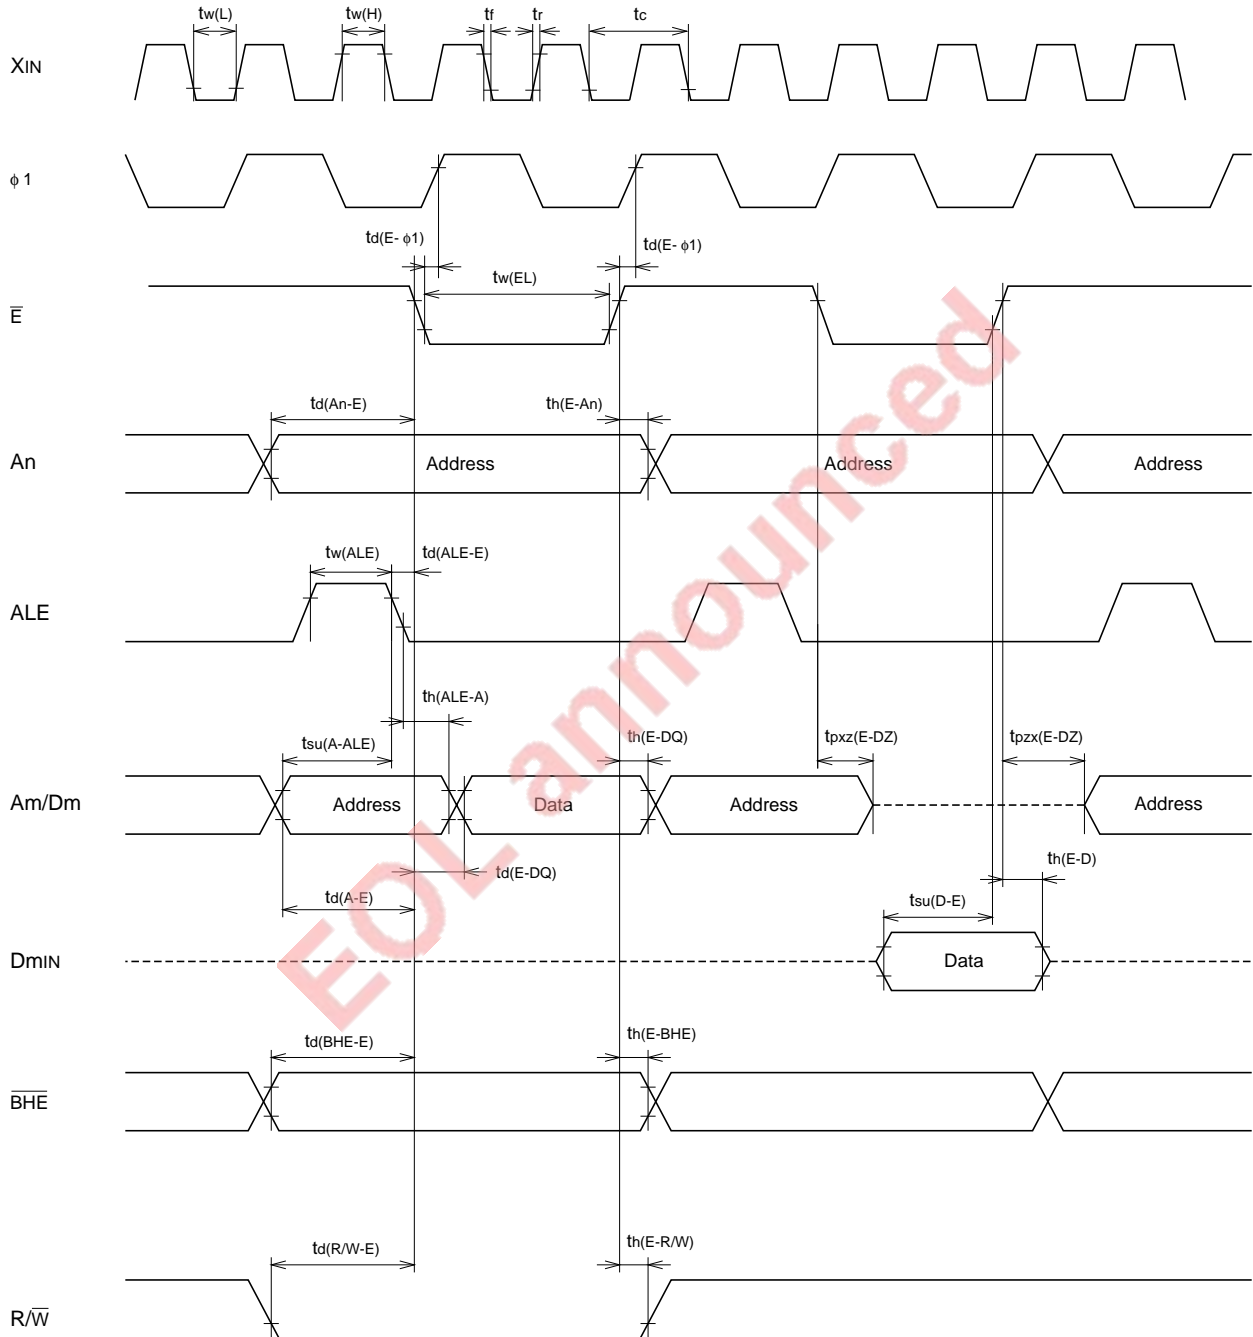 tw(L) tw(H) tf tr tc
XIN
ϕ1
td(E-ϕ1) td(E-ϕ1)
tw(EL)
E̅
td(An-E) th(E-An)
An Address Address Address
tw(ALE) td(ALE-E)
ALE
th(ALE-A)
tsu(A-ALE) th(E-DQ) tpxz(E-DZ) tpzx(E-DZ)
Am/Dm Address Data Address Address
td(E-DQ) th(E-D)
td(A-E) tsu(D-E)
DmIN Data
td(BHE-E) th(E-BHE)
B̅H̅E̅
td(R/W-E) th(E-R/W)
R/W̅
EOL announced